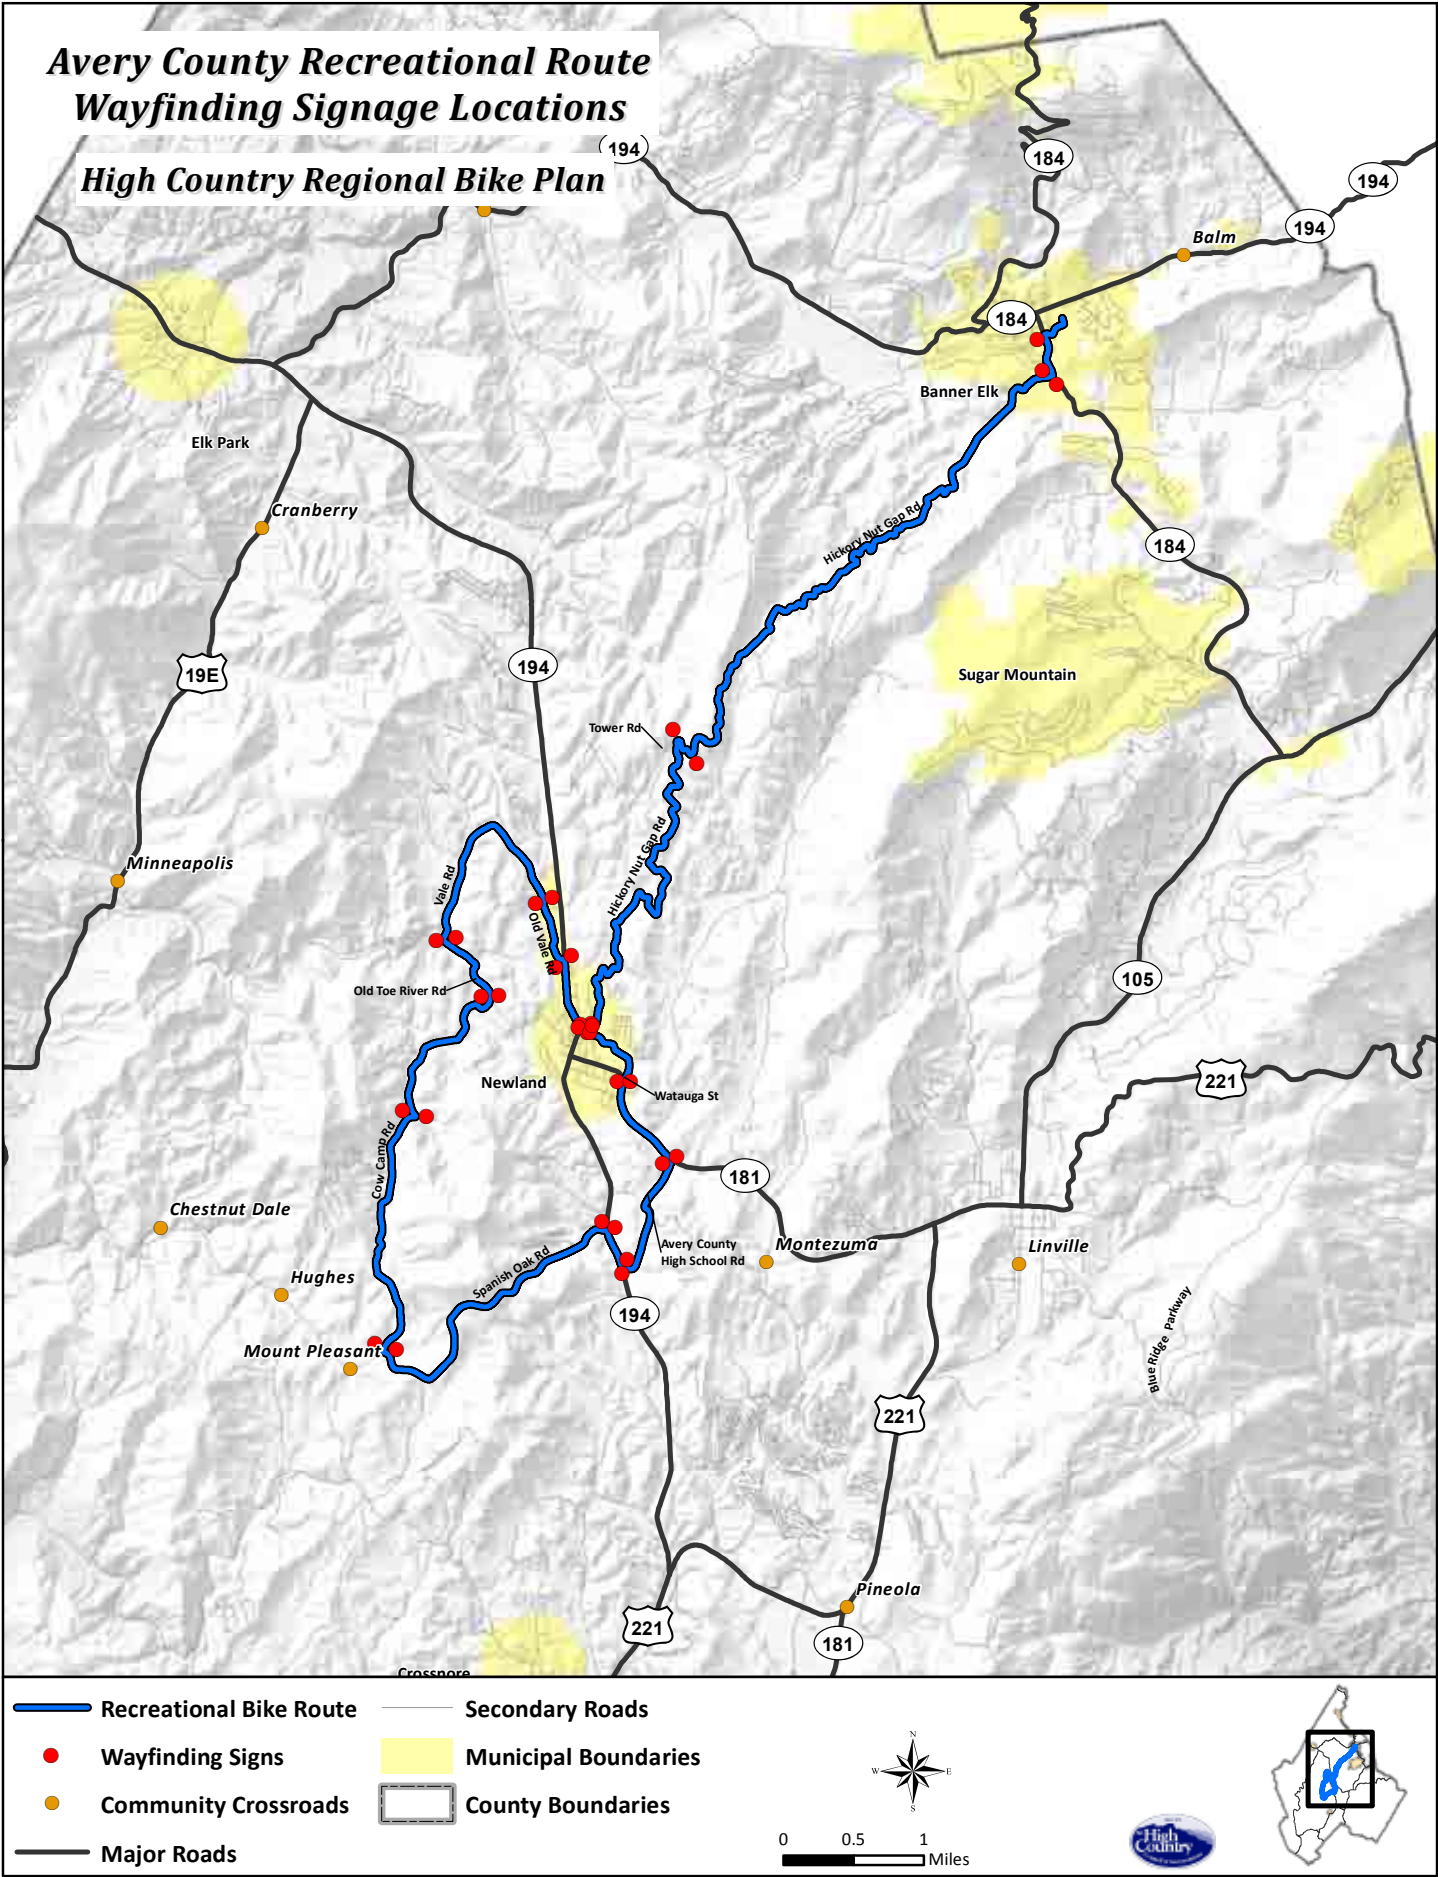 Avery County Recreational Route
Wayfinding Signage Locations
High Country Regional Bike Plan
194
184
194
194
Balm
184
Banner Elk
Elk Park
Cranberry
Hickory Nut Gap Rd
184
19E
194
Sugar Mountain
Tower Rd
Hickory Nut Gap Rd
Minneapolis
Vale Rd
Old Vale Rd
Old Toe River Rd
105
Newland
Watauga St
221
Cow Camp Rd
181
Chestnut Dale
Avery County
High School Rd
Montezuma
Linville
Spanish Oak Rd
Hughes
194
Mount Pleasant
Blue Ridge Parkway
221
Pineola
221
181
Crossnore
Recreational Bike Route
Wayfinding Signs
Community Crossroads
Major Roads
Secondary Roads
Municipal Boundaries
County Boundaries
N
W E
S
0 0.5 1
Miles
High
Country